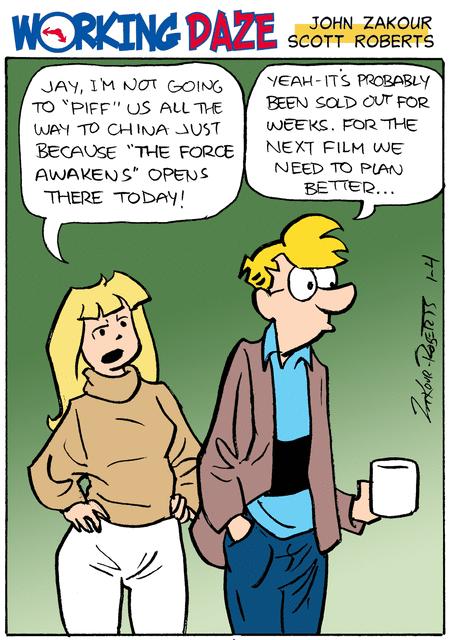 WORKING DAZE
JOHN ZAKOUR
SCOTT ROBERTS
JAY, I'M NOT GOING
TO "PIFF" US ALL THE
WAY TO CHINA JUST
BECAUSE "THE FORCE
AWAKENS" OPENS
THERE TODAY!
YEAH-IT'S PROBABLY
BEEN SOLD OUT FOR
WEEKS. FOR THE
NEXT FILM WE
NEED TO PLAN
BETTER...
ZAKOUR-ROBERTS 1-4